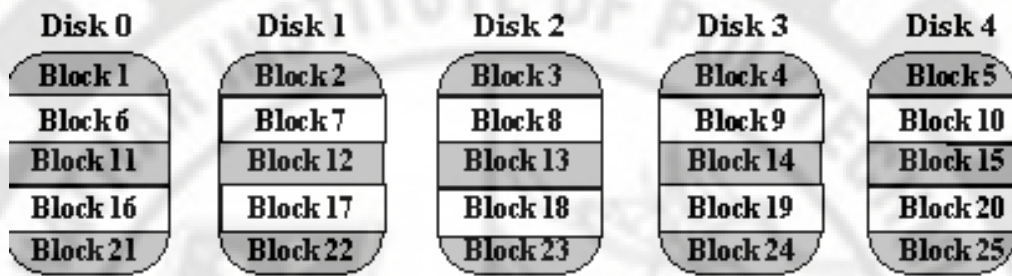 Disk 0 Disk 1 Disk 2 Disk 3 Disk 4
Block 1 Block 2 Block 3 Block 4 Block 5
Block 6 Block 7 Block 8 Block 9 Block 10
Block 11 Block 12 Block 13 Block 14 Block 15
Block 16 Block 17 Block 18 Block 19 Block 20
Block 21 Block 22 Block 23 Block 24 Block 25